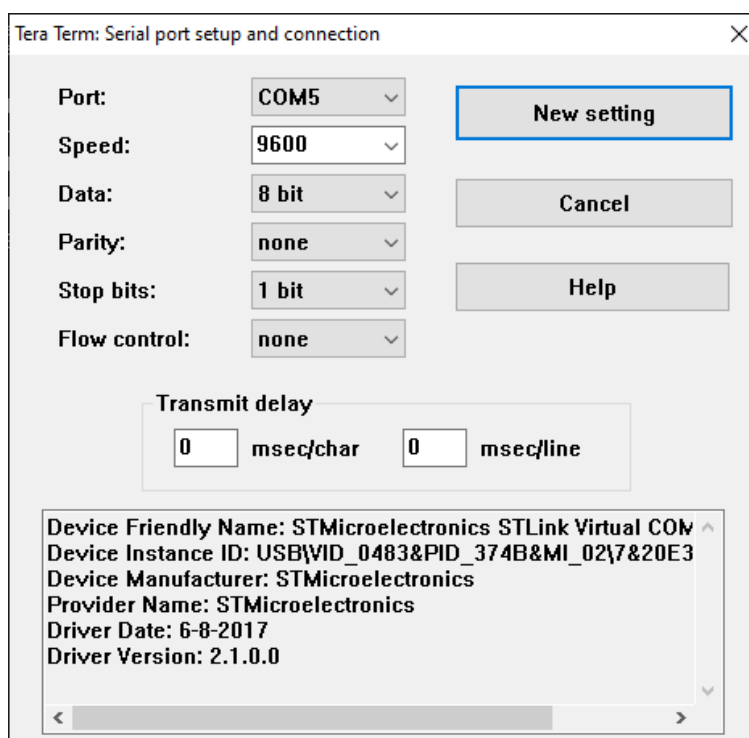 Tera Term: Serial port setup and connection
Port: COM5
New setting
Speed: 9600
Data: 8 bit
Cancel
Parity: none
Stop bits: 1 bit
Help
Flow control: none
Transmit delay
0 msec/char 0 msec/line
Device Friendly Name: STMicroelectronics STLink Virtual COM
Device Instance ID: USB\VID_0483&PID_374B&MI_02\7&20E3
Device Manufacturer: STMicroelectronics
Provider Name: STMicroelectronics
Driver Date: 6-8-2017
Driver Version: 2.1.0.0